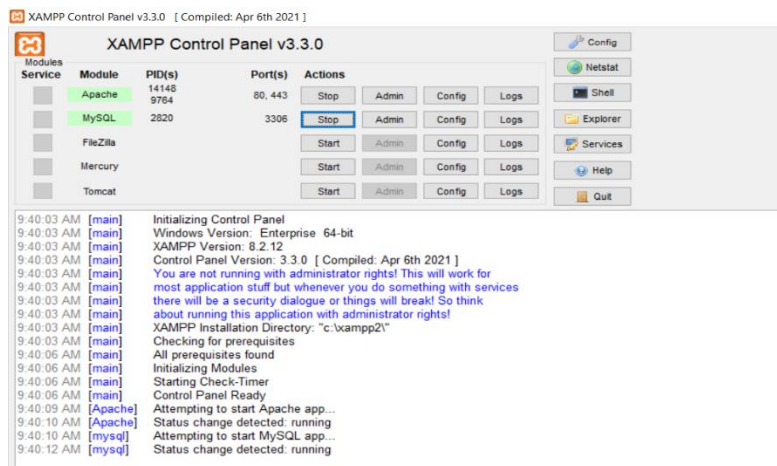 XAMPP Control Panel v3.3.0 [ Compiled: Apr 6th 2021 ]
XAMPP Control Panel v3.3.0
Config
Modules
Service Module PID(s) Port(s) Actions
Netstat
Apache 14148 9764 80, 443 Stop Admin Config Logs
Shell
MySQL 2820 3306 Stop Admin Config Logs
Explorer
FileZilla Start Admin Config Logs
Services
Mercury Start Admin Config Logs
Help
Tomcat Start Admin Config Logs
Quit
9:40:03 AM [main] Initializing Control Panel
9:40:03 AM [main] Windows Version: Enterprise 64-bit
9:40:03 AM [main] XAMPP Version: 8.2.12
9:40:03 AM [main] Control Panel Version: 3.3.0 [ Compiled: Apr 6th 2021 ]
9:40:03 AM [main] You are not running with administrator rights! This will work for
9:40:03 AM [main] most application stuff but whenever you do something with services
9:40:03 AM [main] there will be a security dialogue or things will break! So think
9:40:03 AM [main] about running this application with administrator rights!
9:40:03 AM [main] XAMPP Installation Directory: "c:\xampp2\"
9:40:03 AM [main] Checking for prerequisites
9:40:06 AM [main] All prerequisites found
9:40:06 AM [main] Initializing Modules
9:40:06 AM [main] Starting Check-Timer
9:40:06 AM [main] Control Panel Ready
9:40:09 AM [Apache] Attempting to start Apache app...
9:40:10 AM [Apache] Status change detected: running
9:40:10 AM [mysql] Attempting to start MySQL app...
9:40:12 AM [mysql] Status change detected: running